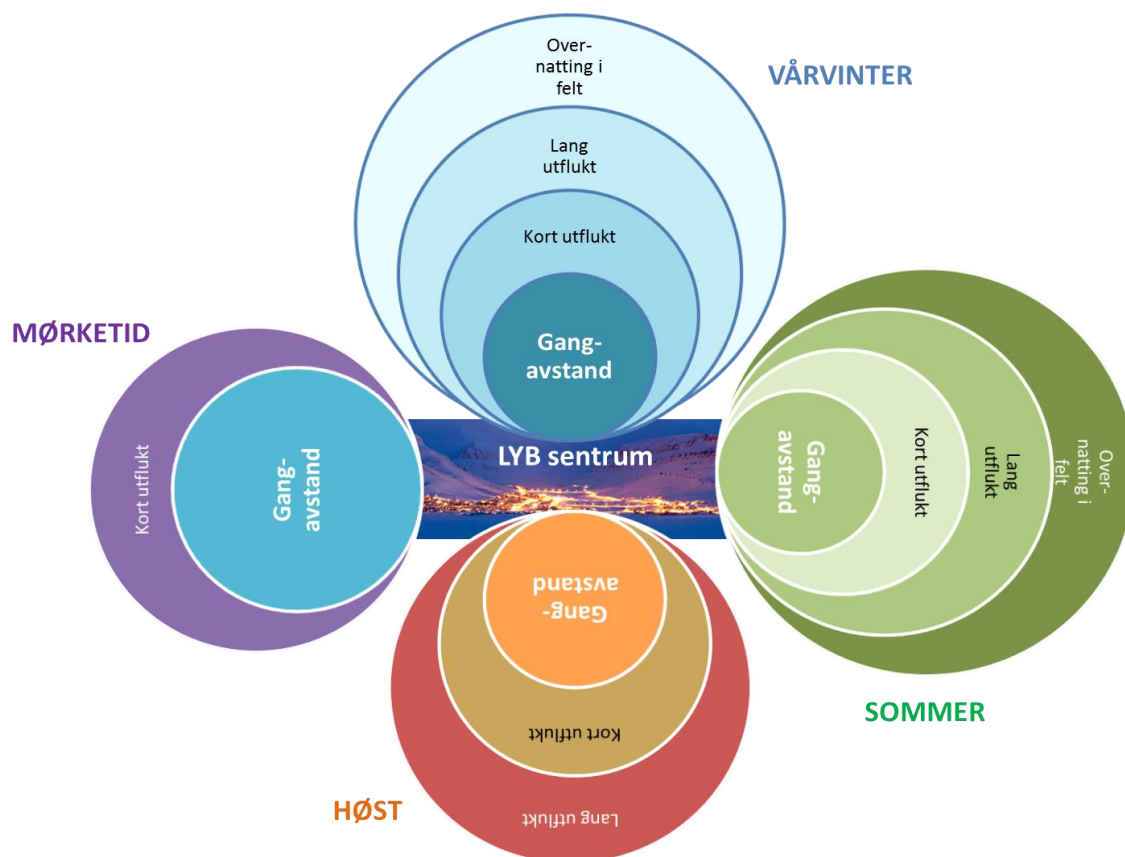 Over-
natting i
felt
VÅRVINTER
Lang
utflukt
Kort utflukt
Gang-
avstand
MØRKETID
Kort utflukt
Gang-
avstand
LYB sentrum
Gang-
avstand
Kort utflukt
Lang
utflukt
Over-
natting i
felt
SOMMER
Gang-
avstand
Kort utflukt
Lang utflukt
HØST